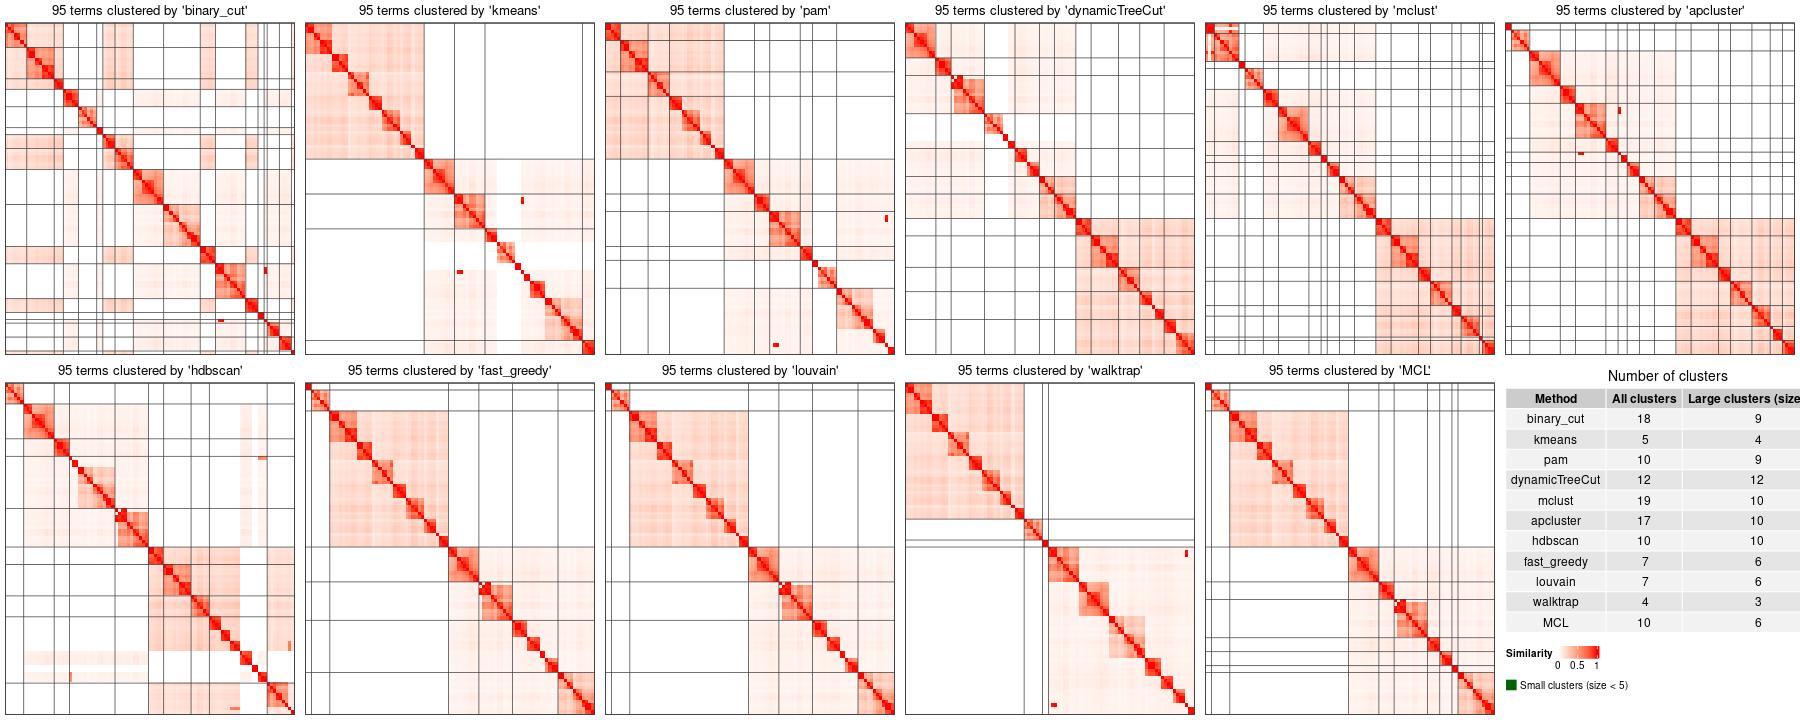 95 terms clustered by 'binary_cut'
95 terms clustered by 'kmeans'
95 terms clustered by 'pam'
95 terms clustered by 'dynamicTreeCut'
95 terms clustered by 'mclust'
95 terms clustered by 'apcluster'
95 terms clustered by 'hdbscan'
95 terms clustered by 'fast_greedy'
95 terms clustered by 'louvain'
95 terms clustered by 'walktrap'
95 terms clustered by 'MCL'
Number of clusters
Method All clusters Large clusters (size
binary_cut 18 9
kmeans 5 4
pam 10 9
dynamicTreeCut 12 12
mclust 19 10
apcluster 17 10
hdbscan 10 10
fast_greedy 7 6
louvain 7 6
walktrap 4 3
MCL 10 6
Similarity
0 0.5 1
Small clusters (size < 5)